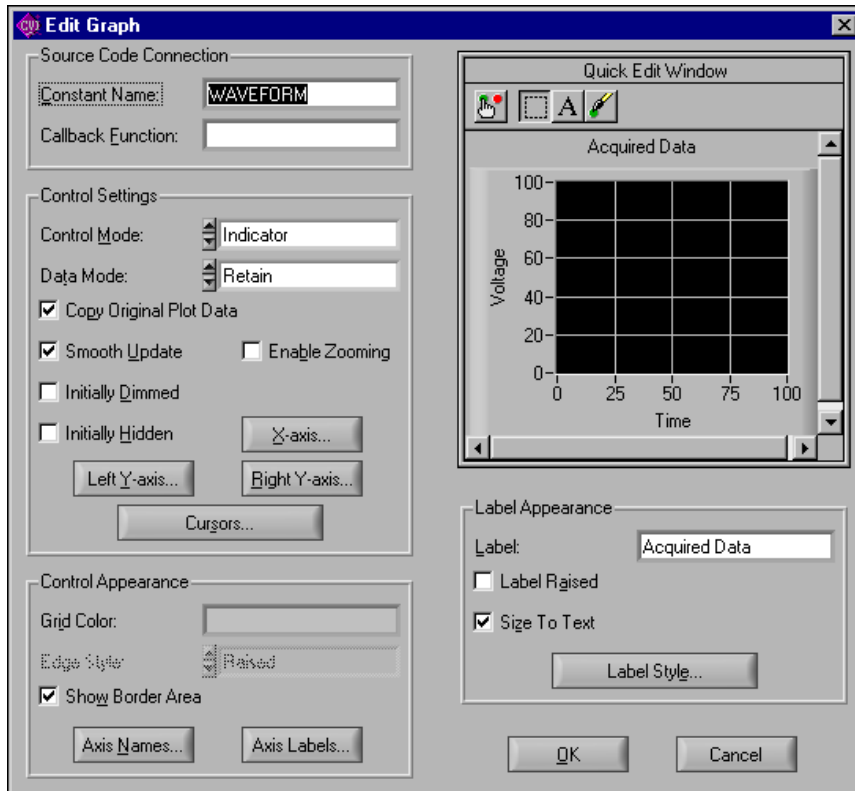 CVI Edit Graph
Source Code Connection
Constant Name: WAVEFORM
Callback Function:
Control Settings
Control Mode: Indicator
Data Mode: Retain
Copy Original Plot Data
Smooth Update Enable Zooming
Initially Dimmed
Initially Hidden X-axis...
Left Y-axis... Right Y-axis...
Cursors...
Control Appearance
Grid Color:
Edge Style: Raised
Show Border Area
Axis Names... Axis Labels...
Quick Edit Window
A
Acquired Data
100
80
60
40
20
0
Voltage
0 25 50 75 100
Time
Label Appearance
Label: Acquired Data
Label Raised
Size To Text
Label Style...
OK Cancel